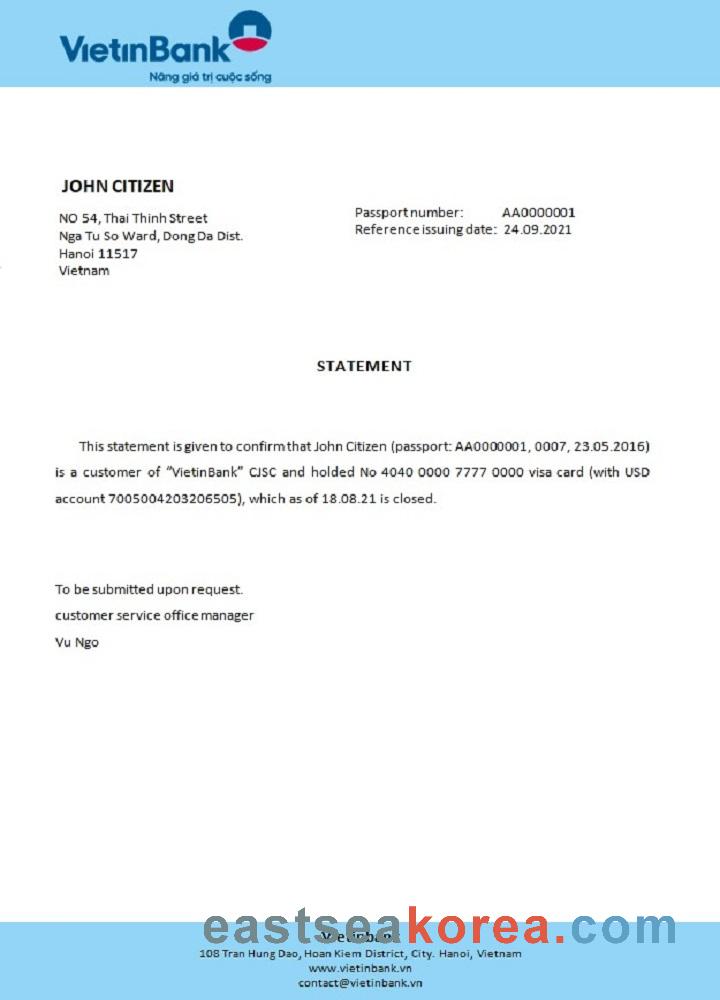 VietinBank
Nâng giá trị cuộc sống
JOHN CITIZEN
NO 54, Thai Thinh Street
Nga Tu So Ward, Dong Da Dist.
Hanoi 11517
Vietnam
Passport number: AA0000001
Reference issuing date: 24.09.2021
STATEMENT
This statement is given to confirm that John Citizen (passport: AA0000001, 0007, 23.05.2016)
is a customer of “VietinBank” CJSC and holded No 4040 0000 7777 0000 visa card (with USD
account 7005004203206505), which as of 18.08.21 is closed.
To be submitted upon request.
customer service office manager
Vu Ngo
eastseakorea.com
Vietinbank
108 Tran Hung Dao, Hoan Kiem District, City. Hanoi, Vietnam
www.vietinbank.vn
contact@vietinbank.vn